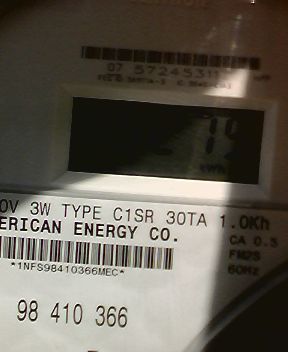 07 57245311
kWh
0V 3W TYPE C1SR 30TA 1.0Kh
ERICAN ENERGY CO.
CA 0.3
*1NFS98410366MEC*
FM2S
60Hz
98 410 366